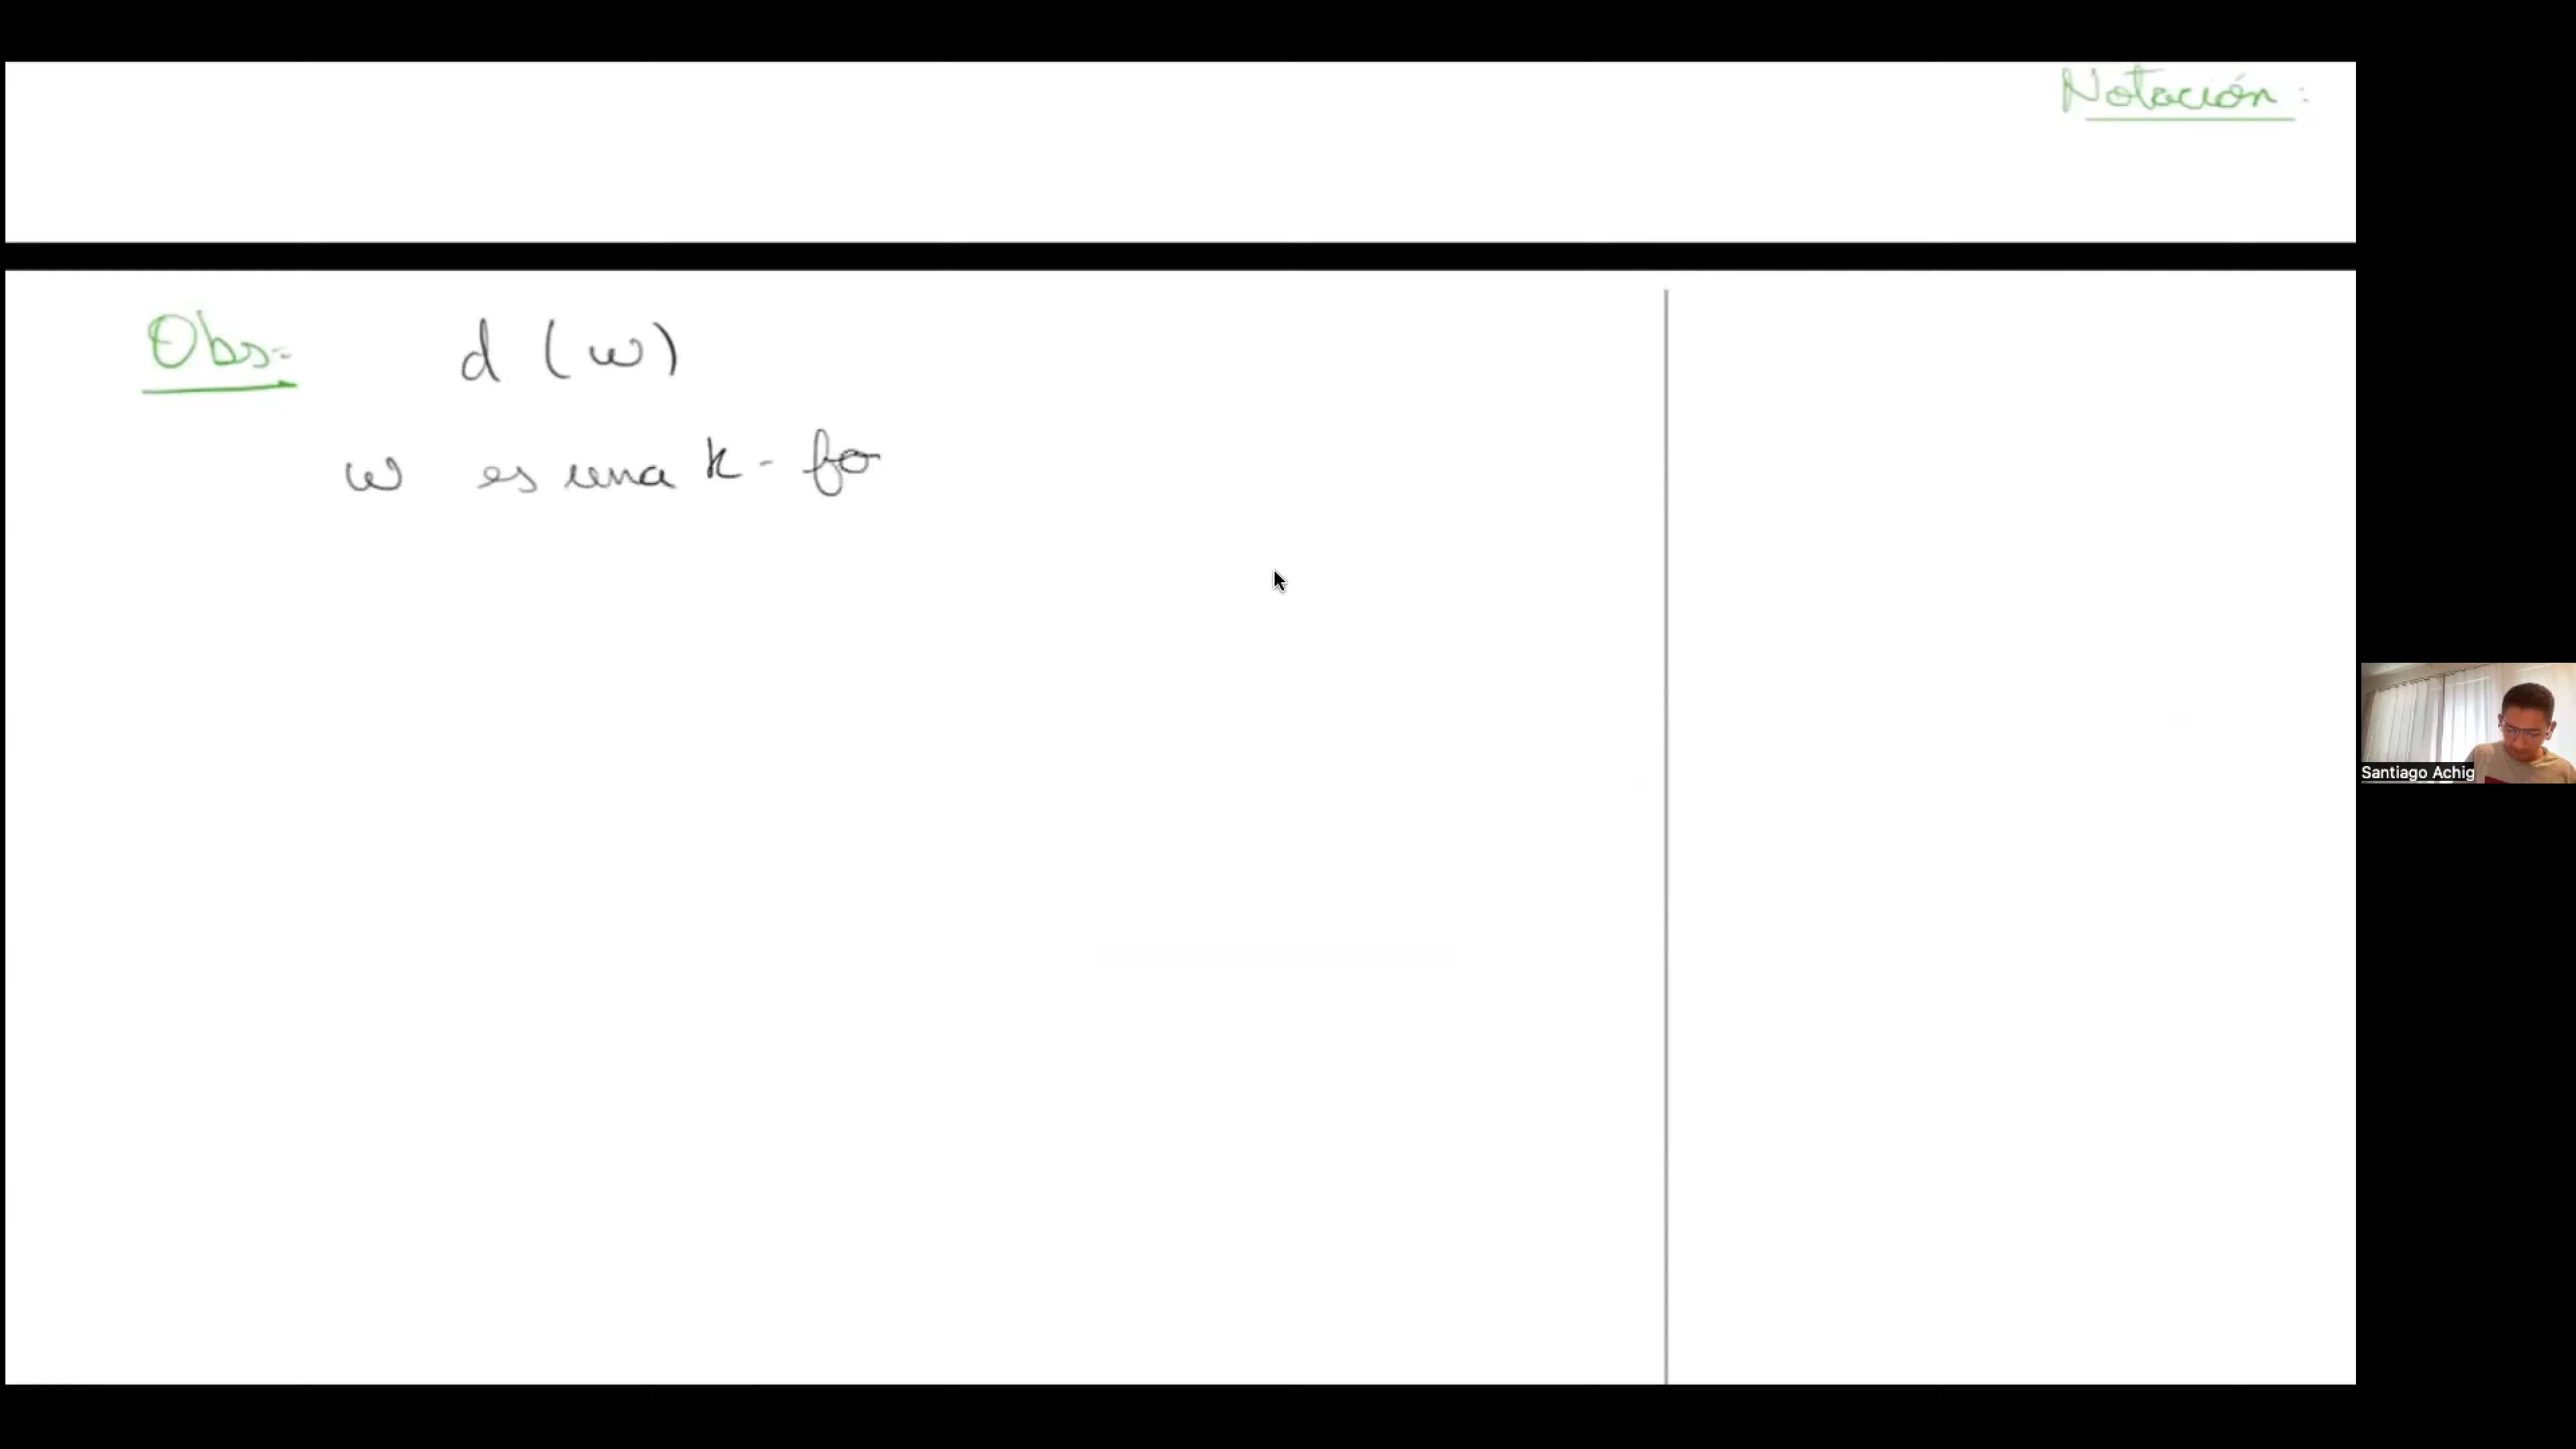 Notación:
Obs-
d (w)
w es una k- fo
Santiago Achig